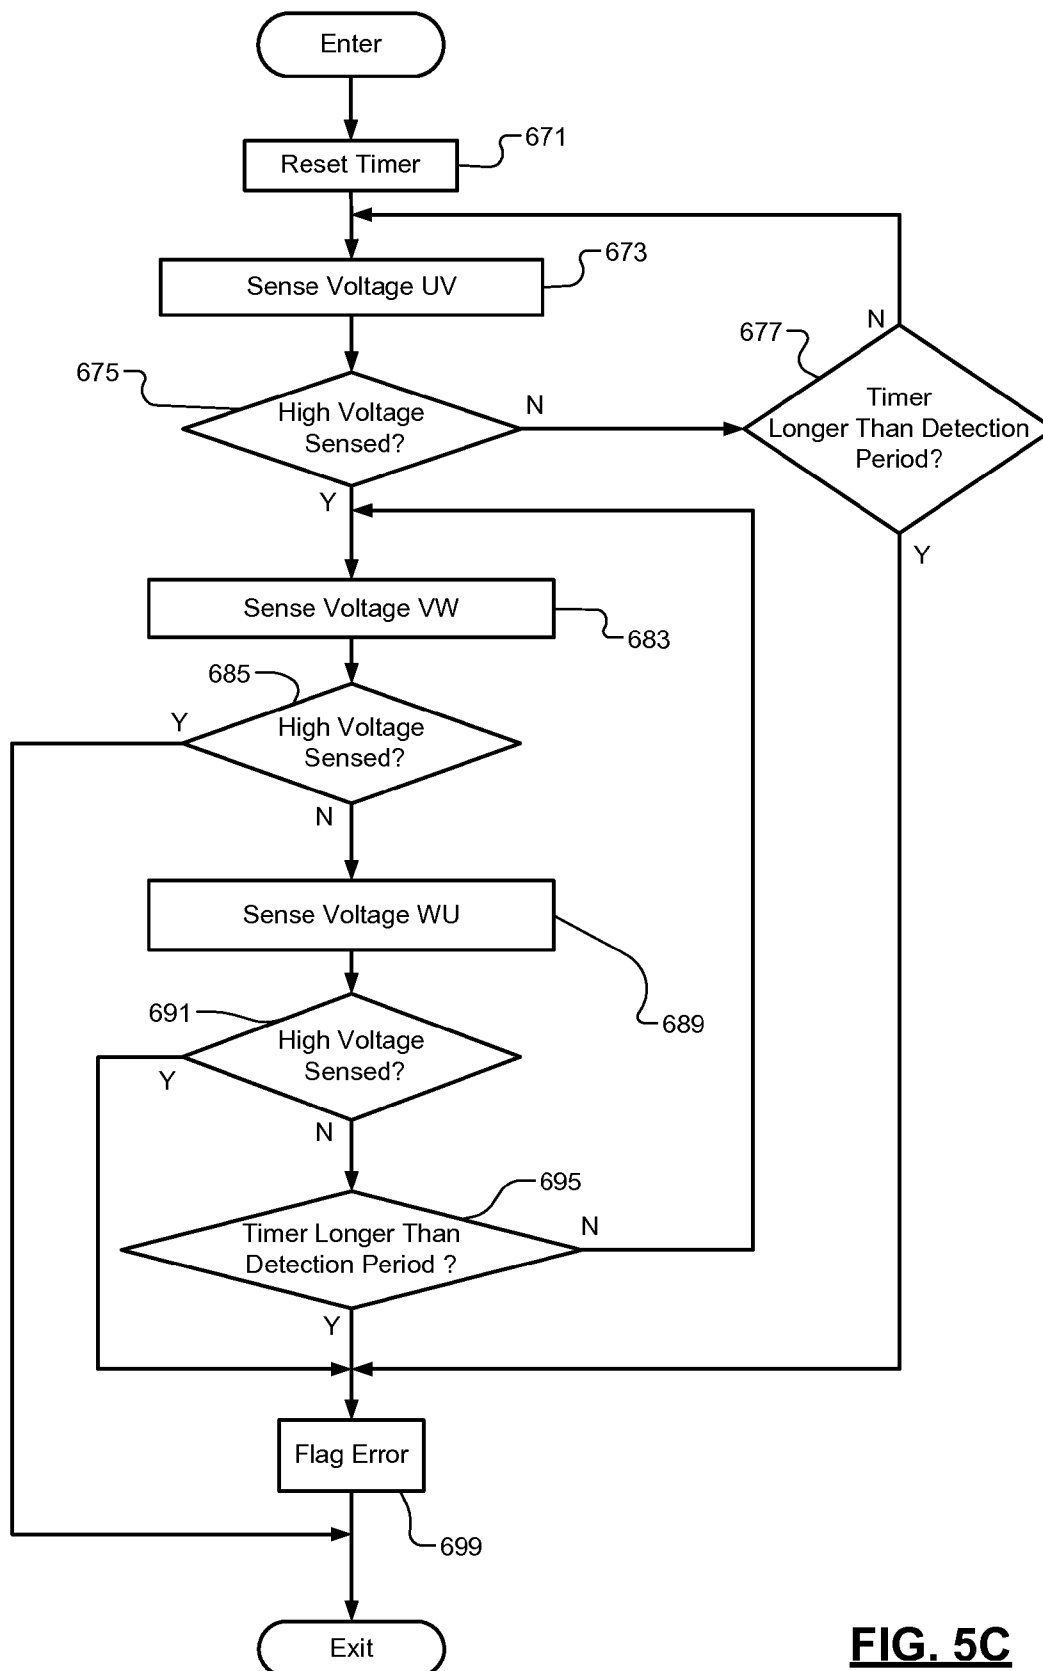 Enter
671
Reset Timer
673
Sense Voltage UV
N
677
675
High Voltage
Sensed?
N
Timer
Longer Than Detection
Period?
Y
Y
Sense Voltage VW
683
685
Y
High Voltage
Sensed?
N
Sense Voltage WU
691
689
High Voltage
Sensed?
Y
N
695
Timer Longer Than
Detection Period ?
N
Y
Flag Error
699
Exit
FIG. 5C